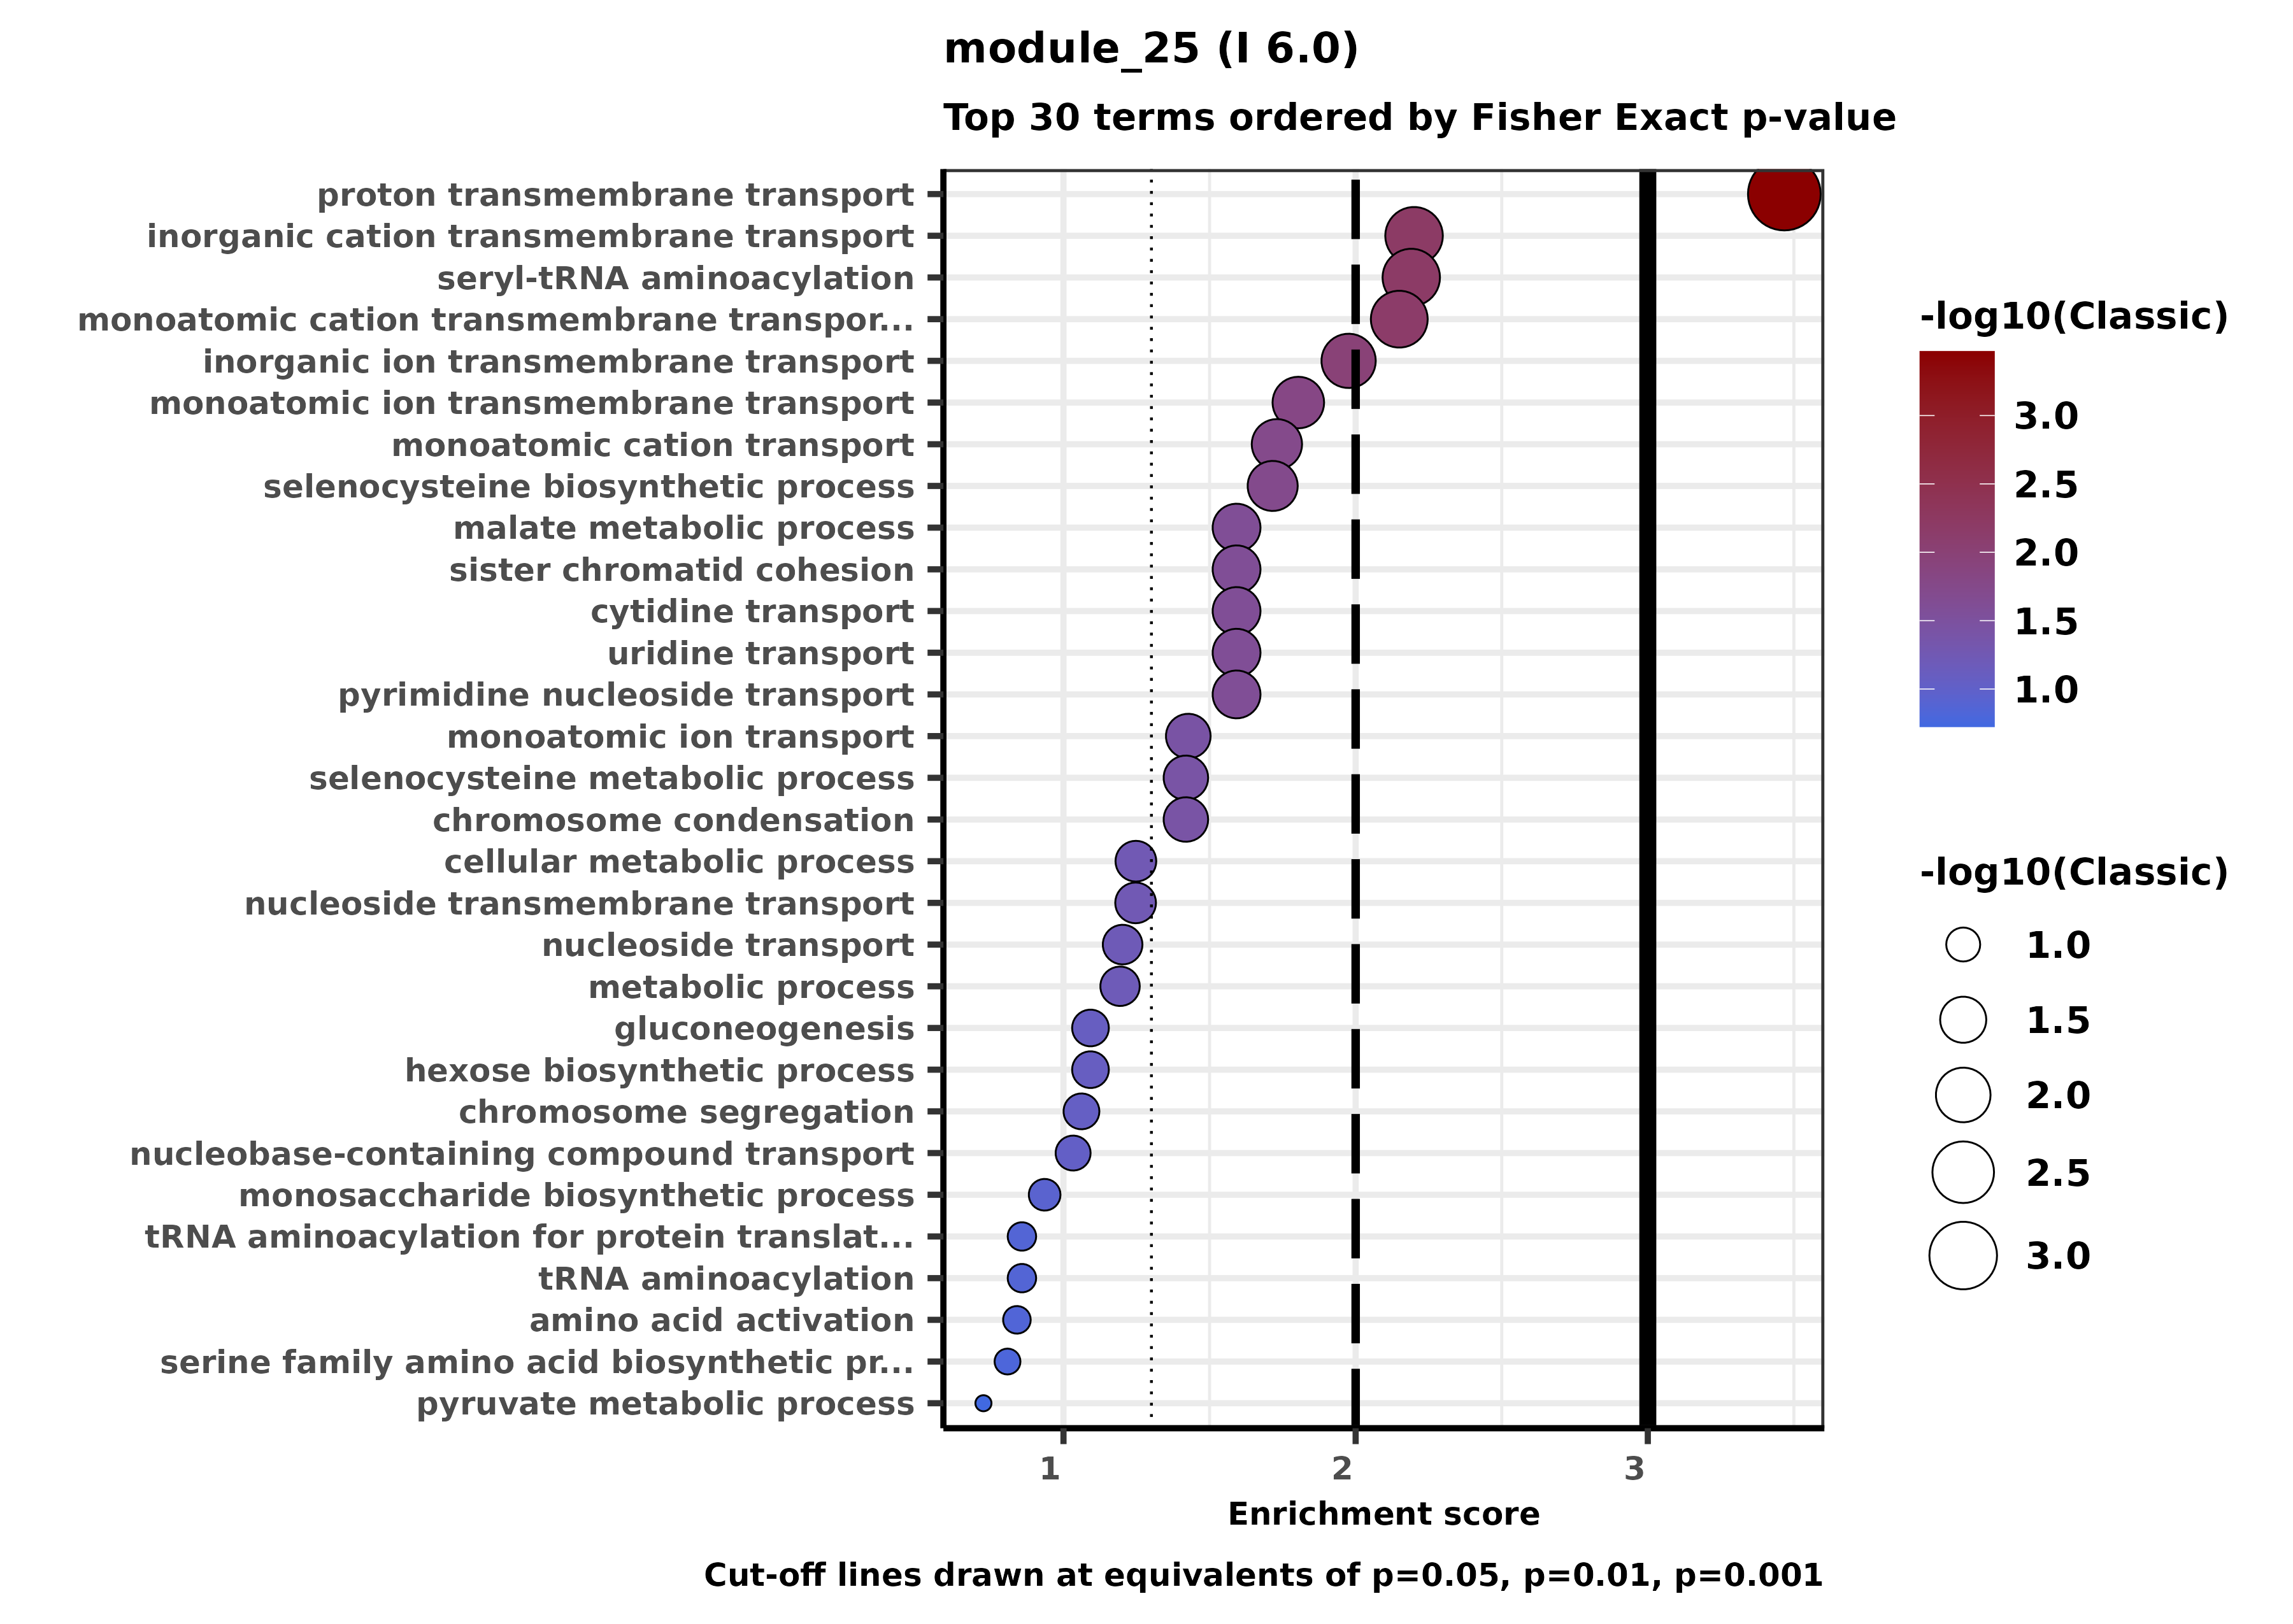 module_25 (I 6.0)
Top 30 terms ordered by Fisher Exact p-value
proton transmembrane transport
inorganic cation transmembrane transport
seryl-tRNA aminoacylation
monoatomic cation transmembrane transpor...
inorganic ion transmembrane transport
monoatomic ion transmembrane transport
monoatomic cation transport
selenocysteine biosynthetic process
malate metabolic process
sister chromatid cohesion
cytidine transport
uridine transport
pyrimidine nucleoside transport
monoatomic ion transport
selenocysteine metabolic process
chromosome condensation
cellular metabolic process
nucleoside transmembrane transport
nucleoside transport
metabolic process
gluconeogenesis
hexose biosynthetic process
chromosome segregation
nucleobase-containing compound transport
monosaccharide biosynthetic process
tRNA aminoacylation for protein translat...
tRNA aminoacylation
amino acid activation
serine family amino acid biosynthetic pr...
pyruvate metabolic process
1 2 3
Enrichment score
Cut-off lines drawn at equivalents of p=0.05, p=0.01, p=0.001
-log10(Classic)
3.0
2.5
2.0
1.5
1.0
-log10(Classic)
1.0
1.5
2.0
2.5
3.0